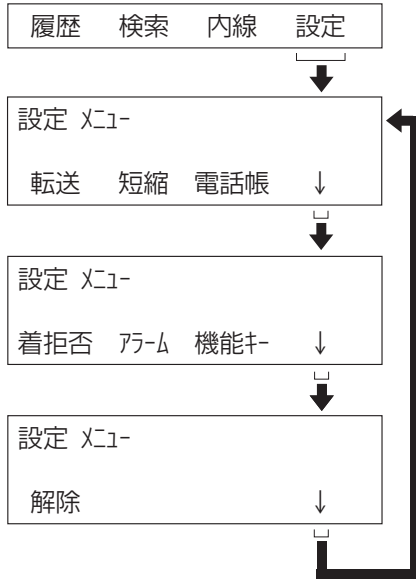 履歴 検索 内線 設定
設定 ﾒﾆｭｰ
転送 短縮 電話帳 ↓
設定 ﾒﾆｭｰ
着拒否 ｱﾗｰﾑ 機能ｷｰ ↓
設定 ﾒﾆｭｰ
解除 ↓